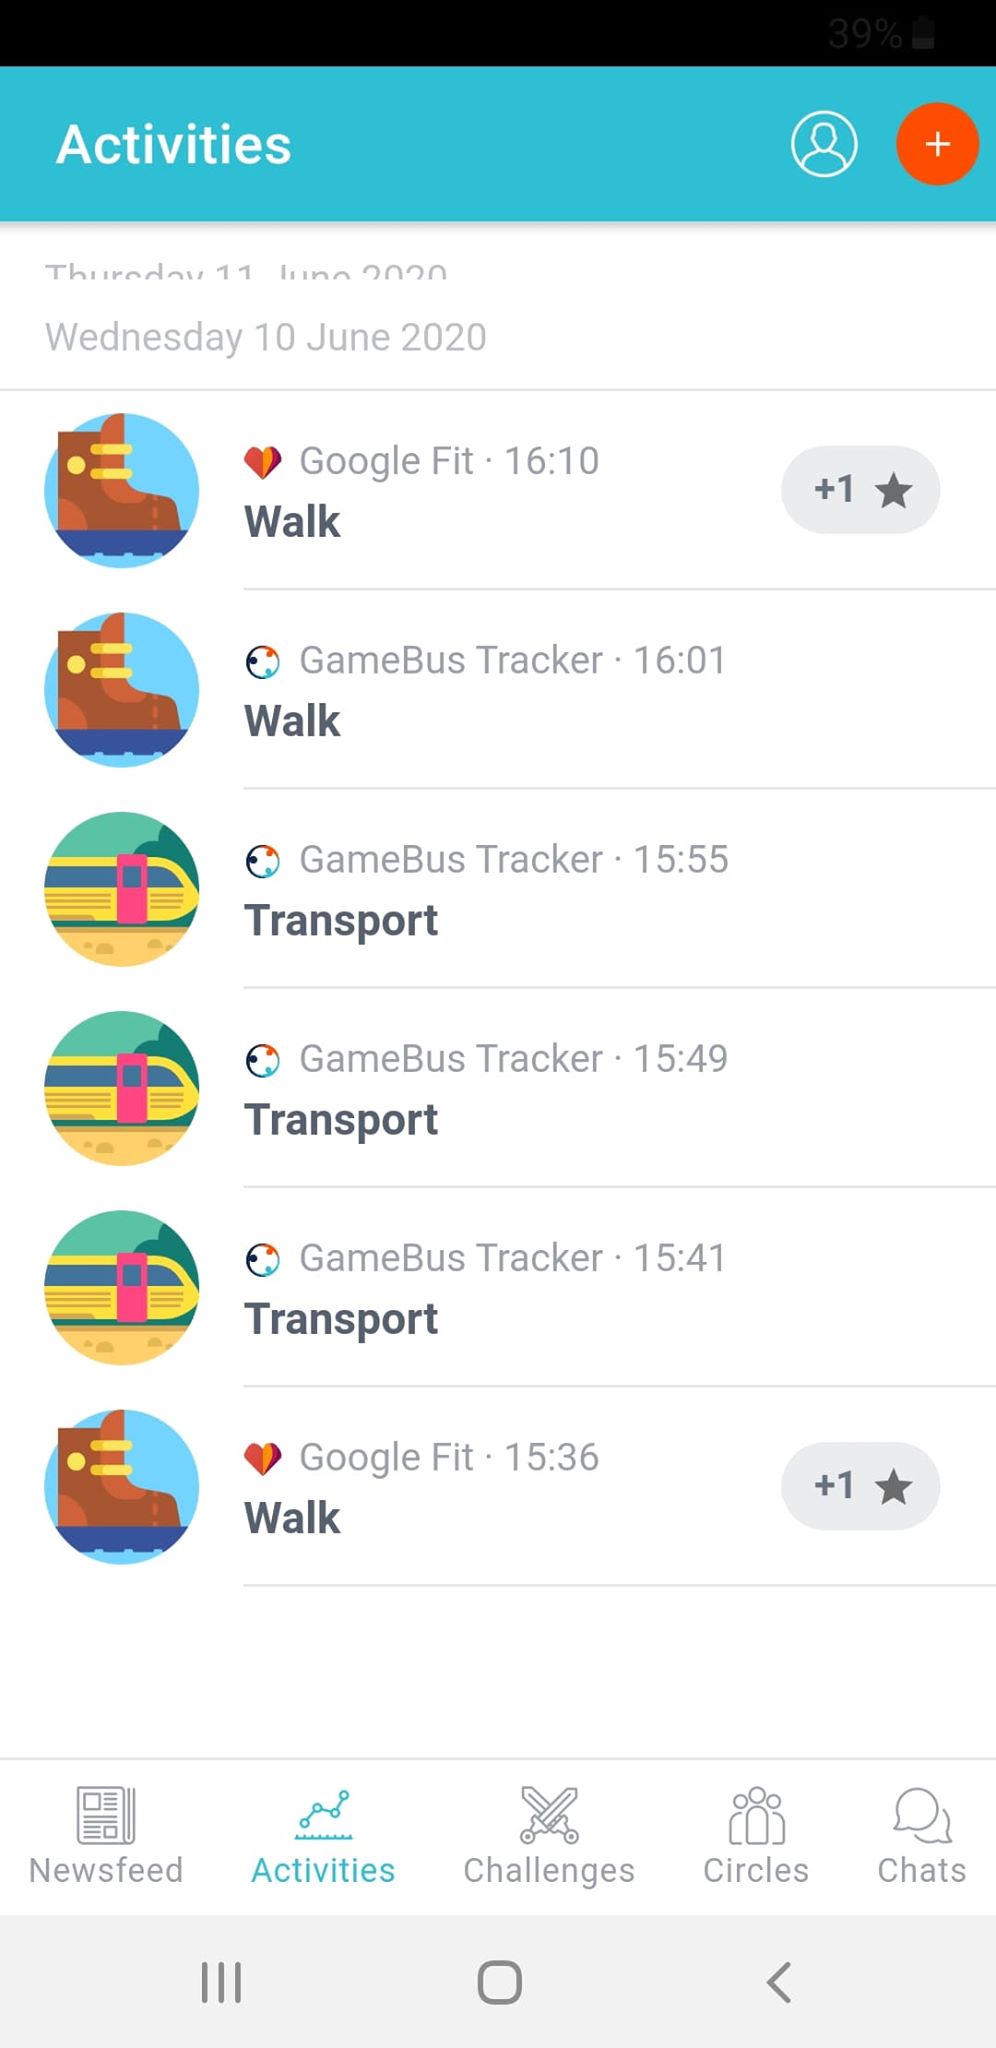 39%
Activities
+
Thursday 11 June 2020
Wednesday 10 June 2020
Google Fit · 16:10
Walk
+1
GameBus Tracker · 16:01
Walk
GameBus Tracker · 15:55
Transport
GameBus Tracker · 15:49
Transport
GameBus Tracker · 15:41
Transport
Google Fit · 15:36
Walk
+1
Newsfeed Activities Challenges Circles Chats